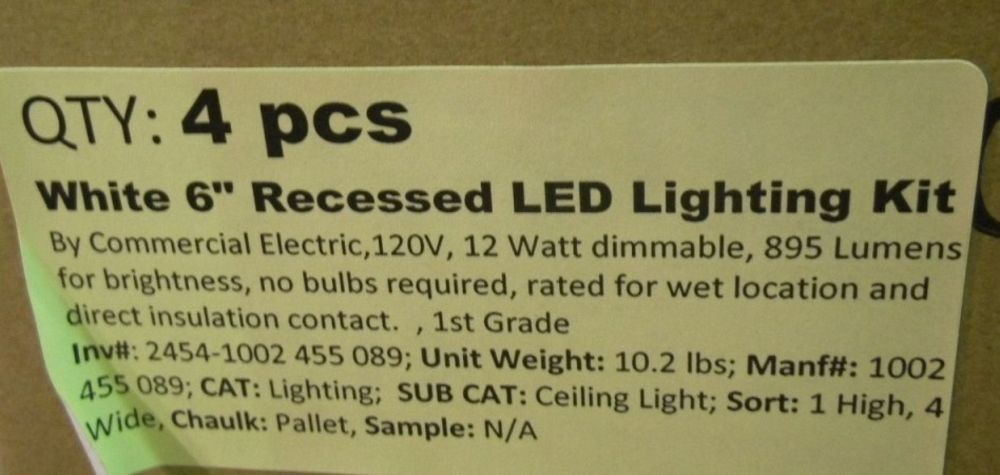 QTY: 4 pcs
White 6" Recessed LED Lighting Kit
By Commercial Electric,120V, 12 Watt dimmable, 895 Lumens
for brightness, no bulbs required, rated for wet location and
direct insulation contact. , 1st Grade
Inv#: 2454-1002 455 089; Unit Weight: 10.2 lbs; Manf#: 1002
455 089; CAT: Lighting; SUB CAT: Ceiling Light; Sort: 1 High, 4
Wide, Chaulk: Pallet, Sample: N/A